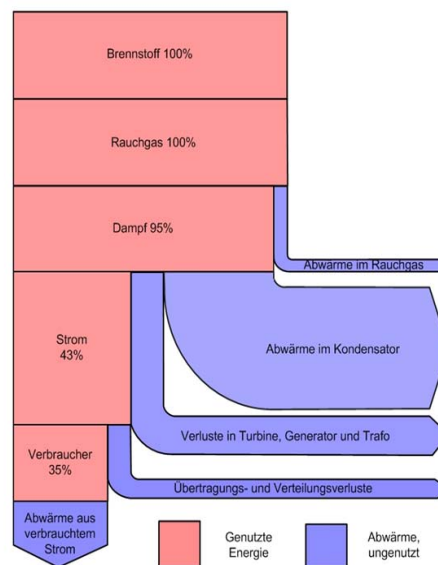 Brennstoff 100%
Rauchgas 100%
Dampf 95%
Abwärme im Rauchgas
Strom
43%
Abwärme im Kondensator
Verluste in Turbine, Generator und Trafo
Verbraucher
35%
Übertragungs- und Verteilungsverluste
Abwärme aus
verbrauchtem
Strom
Genutzte
Energie
Abwärme,
ungenutzt